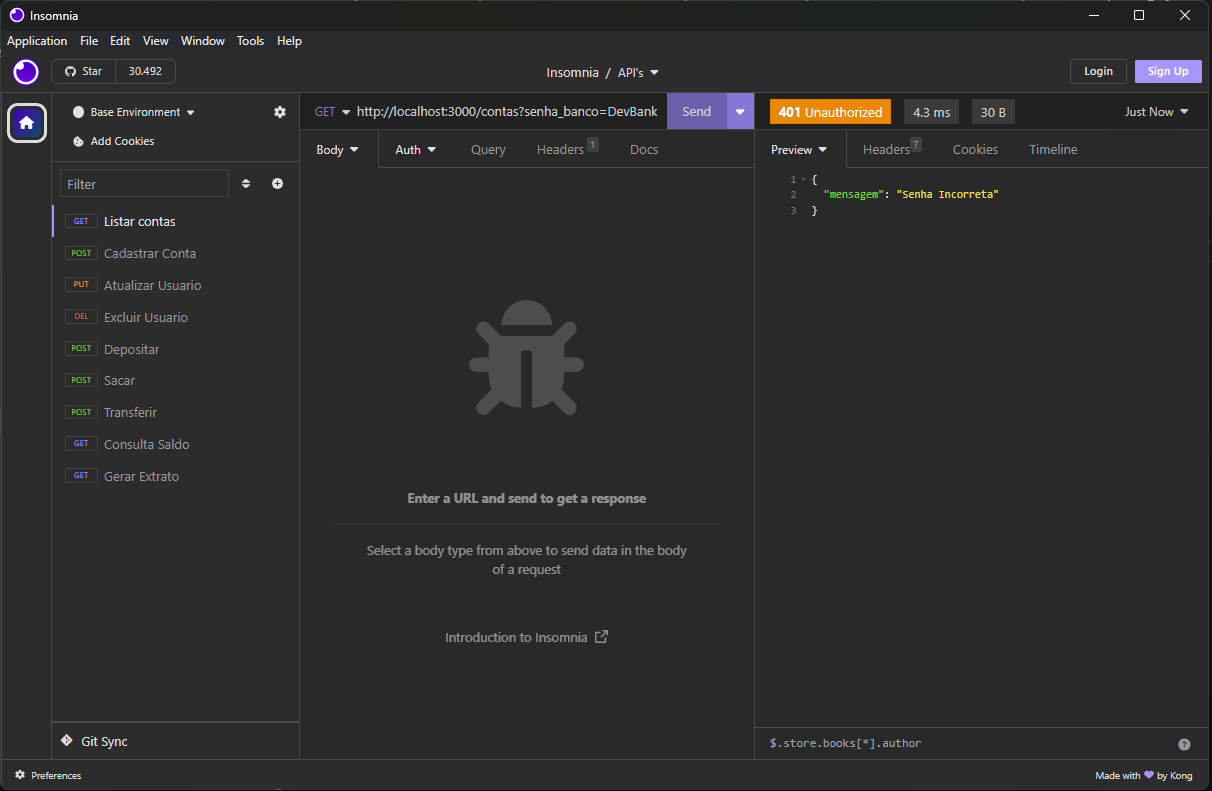 Insomnia
Application File Edit View Window Tools Help
Star 30.492
Insomnia / API's
Login Sign Up
Base Environment
Add Cookies
Filter
GET Listar contas
POST Cadastrar Conta
PUT Atualizar Usuario
DEL Excluir Usuario
POST Depositar
POST Sacar
POST Transferir
GET Consulta Saldo
GET Gerar Extrato
Git Sync
GET http://localhost:3000/contas?senha_banco=DevBank Send
Body Auth Query Headers 1 Docs
Enter a URL and send to get a response
Select a body type from above to send data in the body
of a request
Introduction to Insomnia
401 Unauthorized 4.3 ms 30 B Just Now
Preview Headers 7 Cookies Timeline
1 {
2 "mensagem": "Senha Incorreta"
3 }
$.store.books[*].author ?
Preferences
Made with by Kong